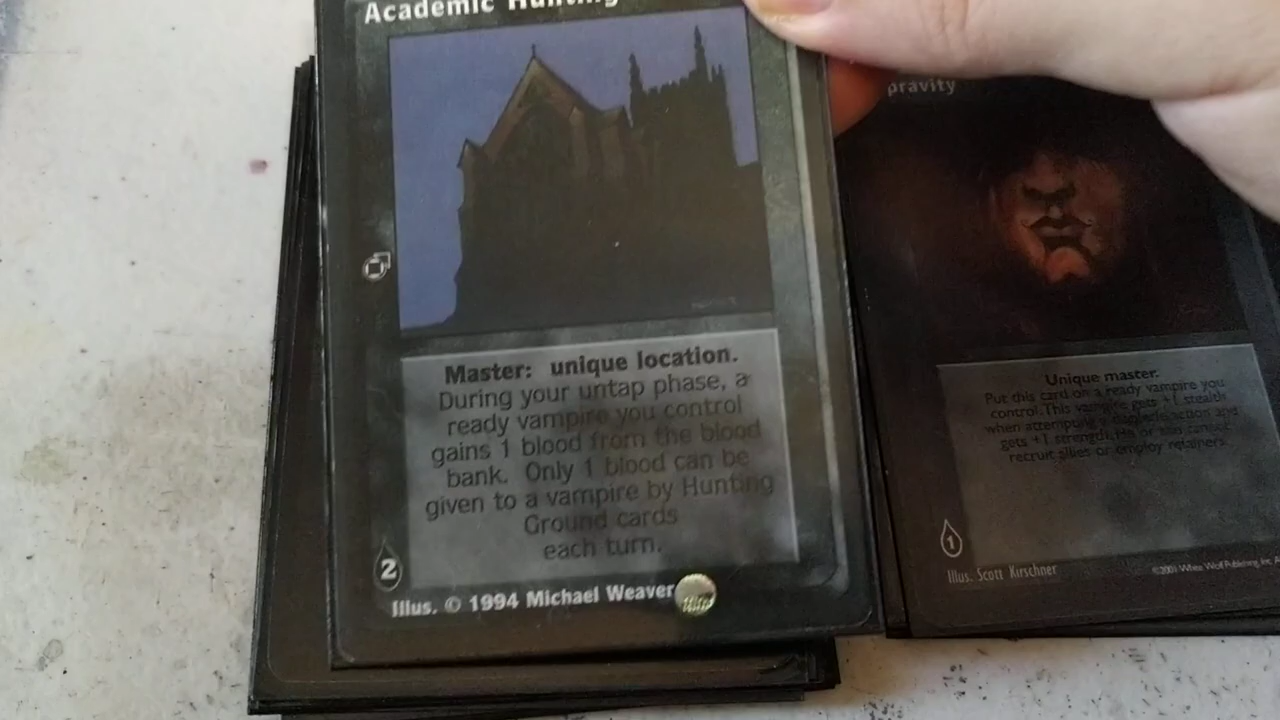 Academic Hunting
Master: unique location.
During your untap phase, a
ready vampire you control
gains 1 blood from the blood
bank. Only 1 blood can be
given to a vampire by Hunting
Ground cards
each turn.
2
Illus. © 1994 Michael Weaver
pravity
Unique master.
Put this card on a ready vampire you
control. This vampire gets +1 stealth
when attempting a diablerie action and
gets +1 strength. He or she cannot
recruit allies or employ retainers.
1
Illus. Scott Kirschner
©2001 White Wolf Publishing, Inc.